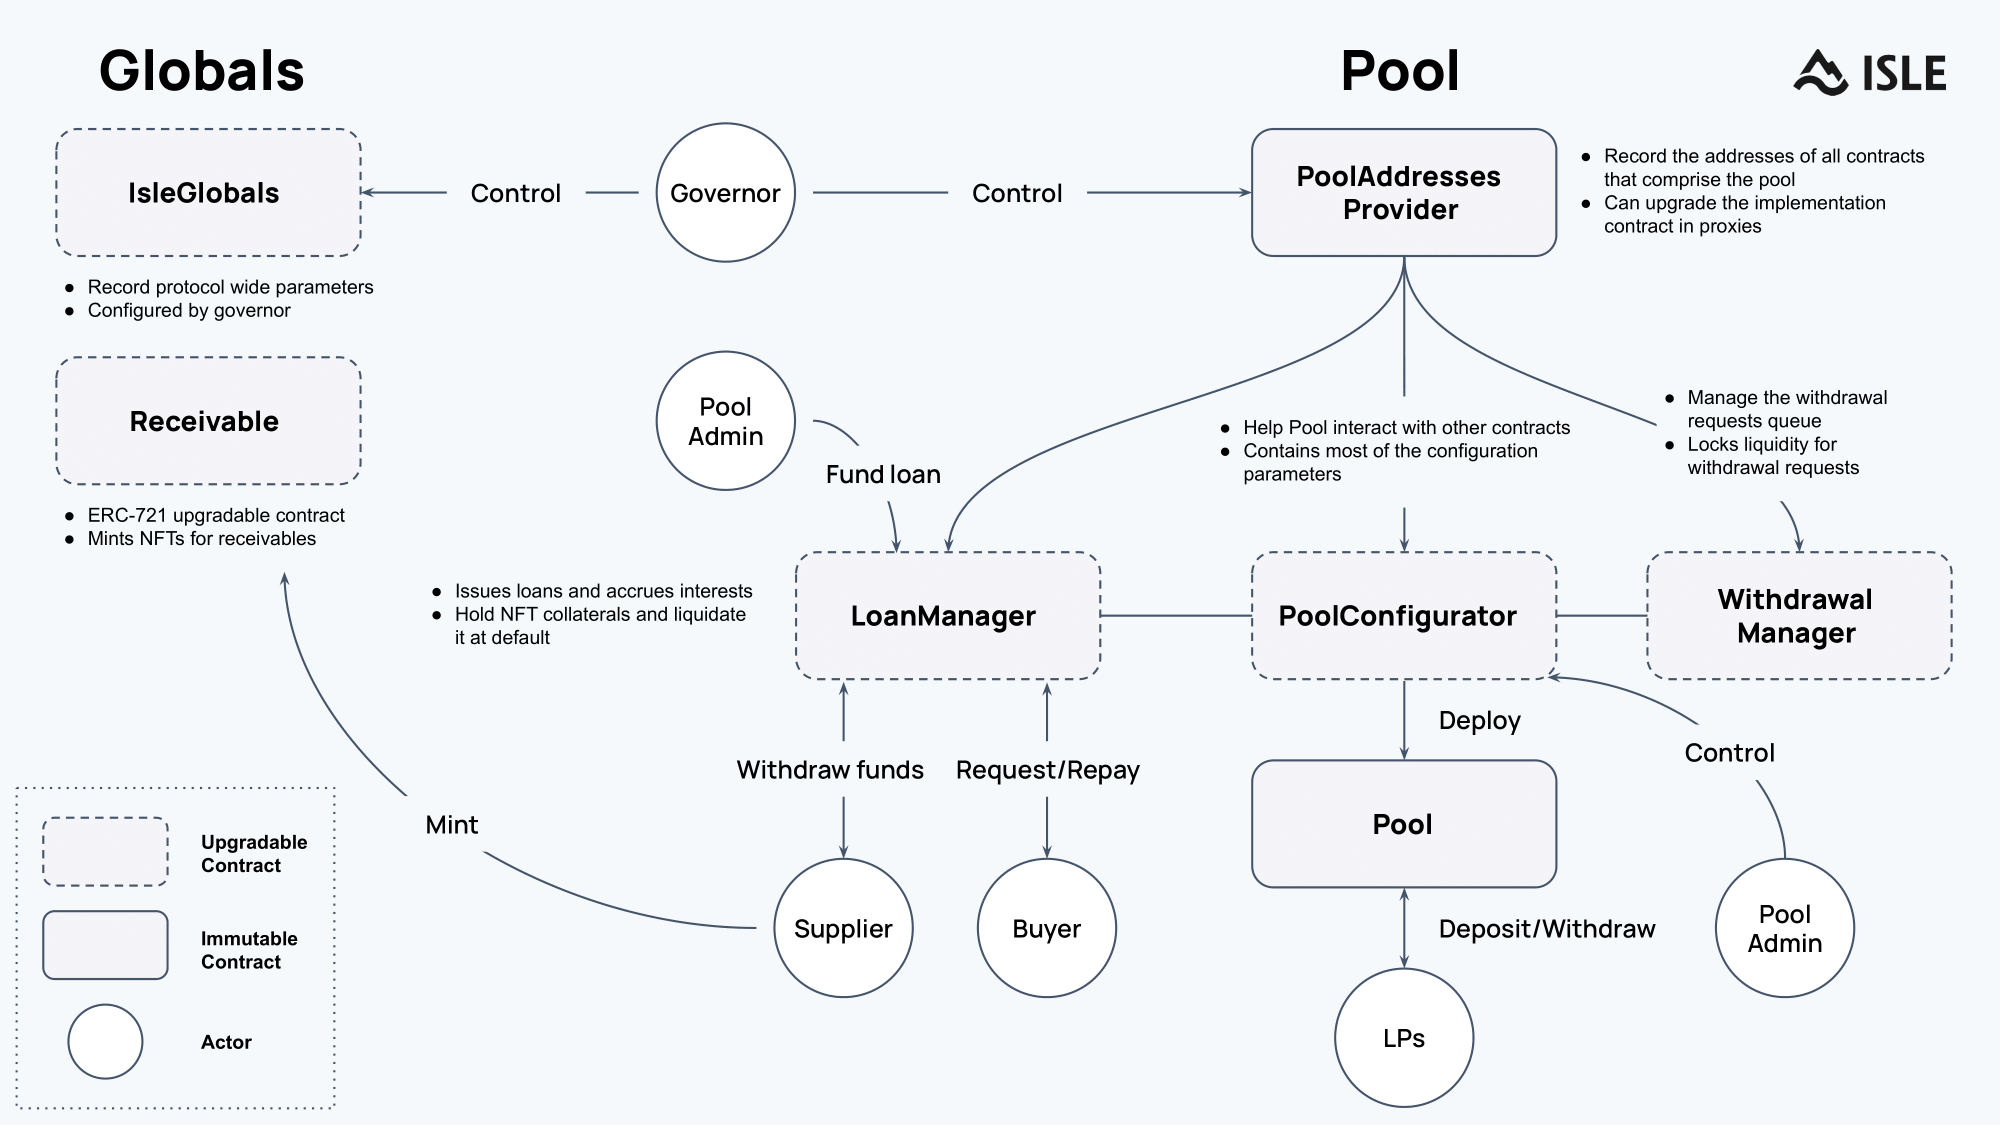 Globals
Pool
ISLE
IsleGlobals
Control
Governor
Control
PoolAddresses
Provider
● Record the addresses of all contracts
that comprise the pool
● Can upgrade the implementation
contract in proxies
● Record protocol wide parameters
● Configured by governor
Receivable
● ERC-721 upgradable contract
● Mints NFTs for receivables
Pool
Admin
Fund loan
● Help Pool interact with other contracts
● Contains most of the configuration
parameters
● Manage the withdrawal
requests queue
● Locks liquidity for
withdrawal requests
● Issues loans and accrues interests
● Hold NFT collaterals and liquidate
it at default
LoanManager
PoolConfigurator
Withdrawal
Manager
Deploy
Control
Withdraw funds
Request/Repay
Mint
Pool
Supplier
Buyer
Deposit/Withdraw
Pool
Admin
LPs
Upgradable
Contract
Immutable
Contract
Actor